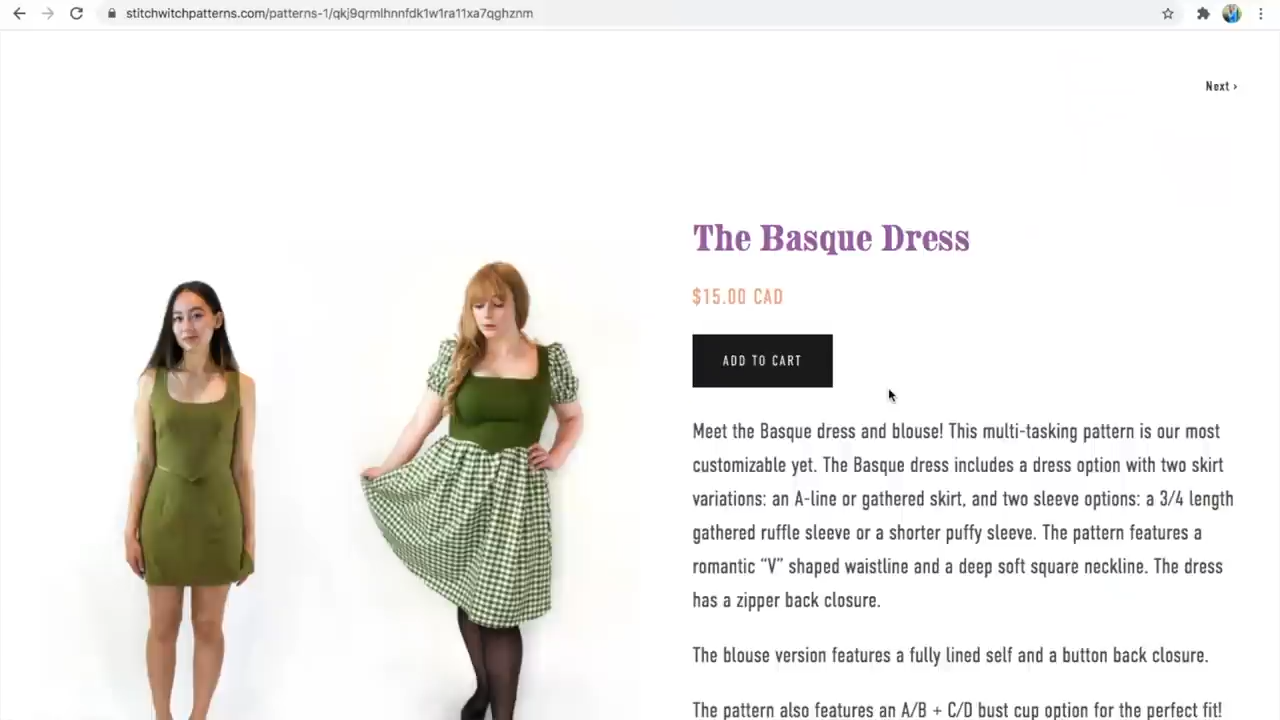 stitchwitchpatterns.com/patterns-1/qkj9qrmlhnnfdk1w1ra11xa7qghznm
Next ›
The Basque Dress
$15.00 CAD
ADD TO CART
Meet the Basque dress and blouse! This multi-tasking pattern is our most
customizable yet. The Basque dress includes a dress option with two skirt
variations: an A-line or gathered skirt, and two sleeve options: a 3/4 length
gathered ruffle sleeve or a shorter puffy sleeve. The pattern features a
romantic “V” shaped waistline and a deep soft square neckline. The dress
has a zipper back closure.
The blouse version features a fully lined self and a button back closure.
The pattern also features an A/B + C/D bust cup option for the perfect fit!